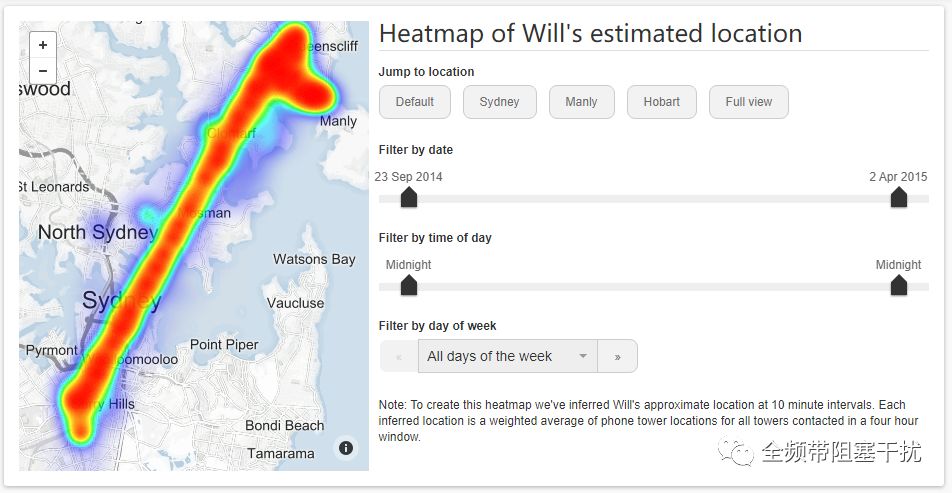 Heatmap of Will's estimated location
Jump to location
Default
Sydney
Manly
Hobart
Full view
Filter by date
23 Sep 2014
2 Apr 2015
Filter by time of day
Midnight
Midnight
Filter by day of week
«
All days of the week
»
Note: To create this heatmap we've inferred Will's approximate location at 10 minute intervals. Each
inferred location is a weighted average of phone tower locations for all towers contacted in a four hour
window.
+
−
eenscliff
swood
Manly
St Leonards
Mosman
North Sydney
Watsons Bay
Sydney
Vaucluse
Point Piper
Pyrmont
oomooloo
ry Hills
Bondi Beach
Tamarama
i
全频带阻塞干扰